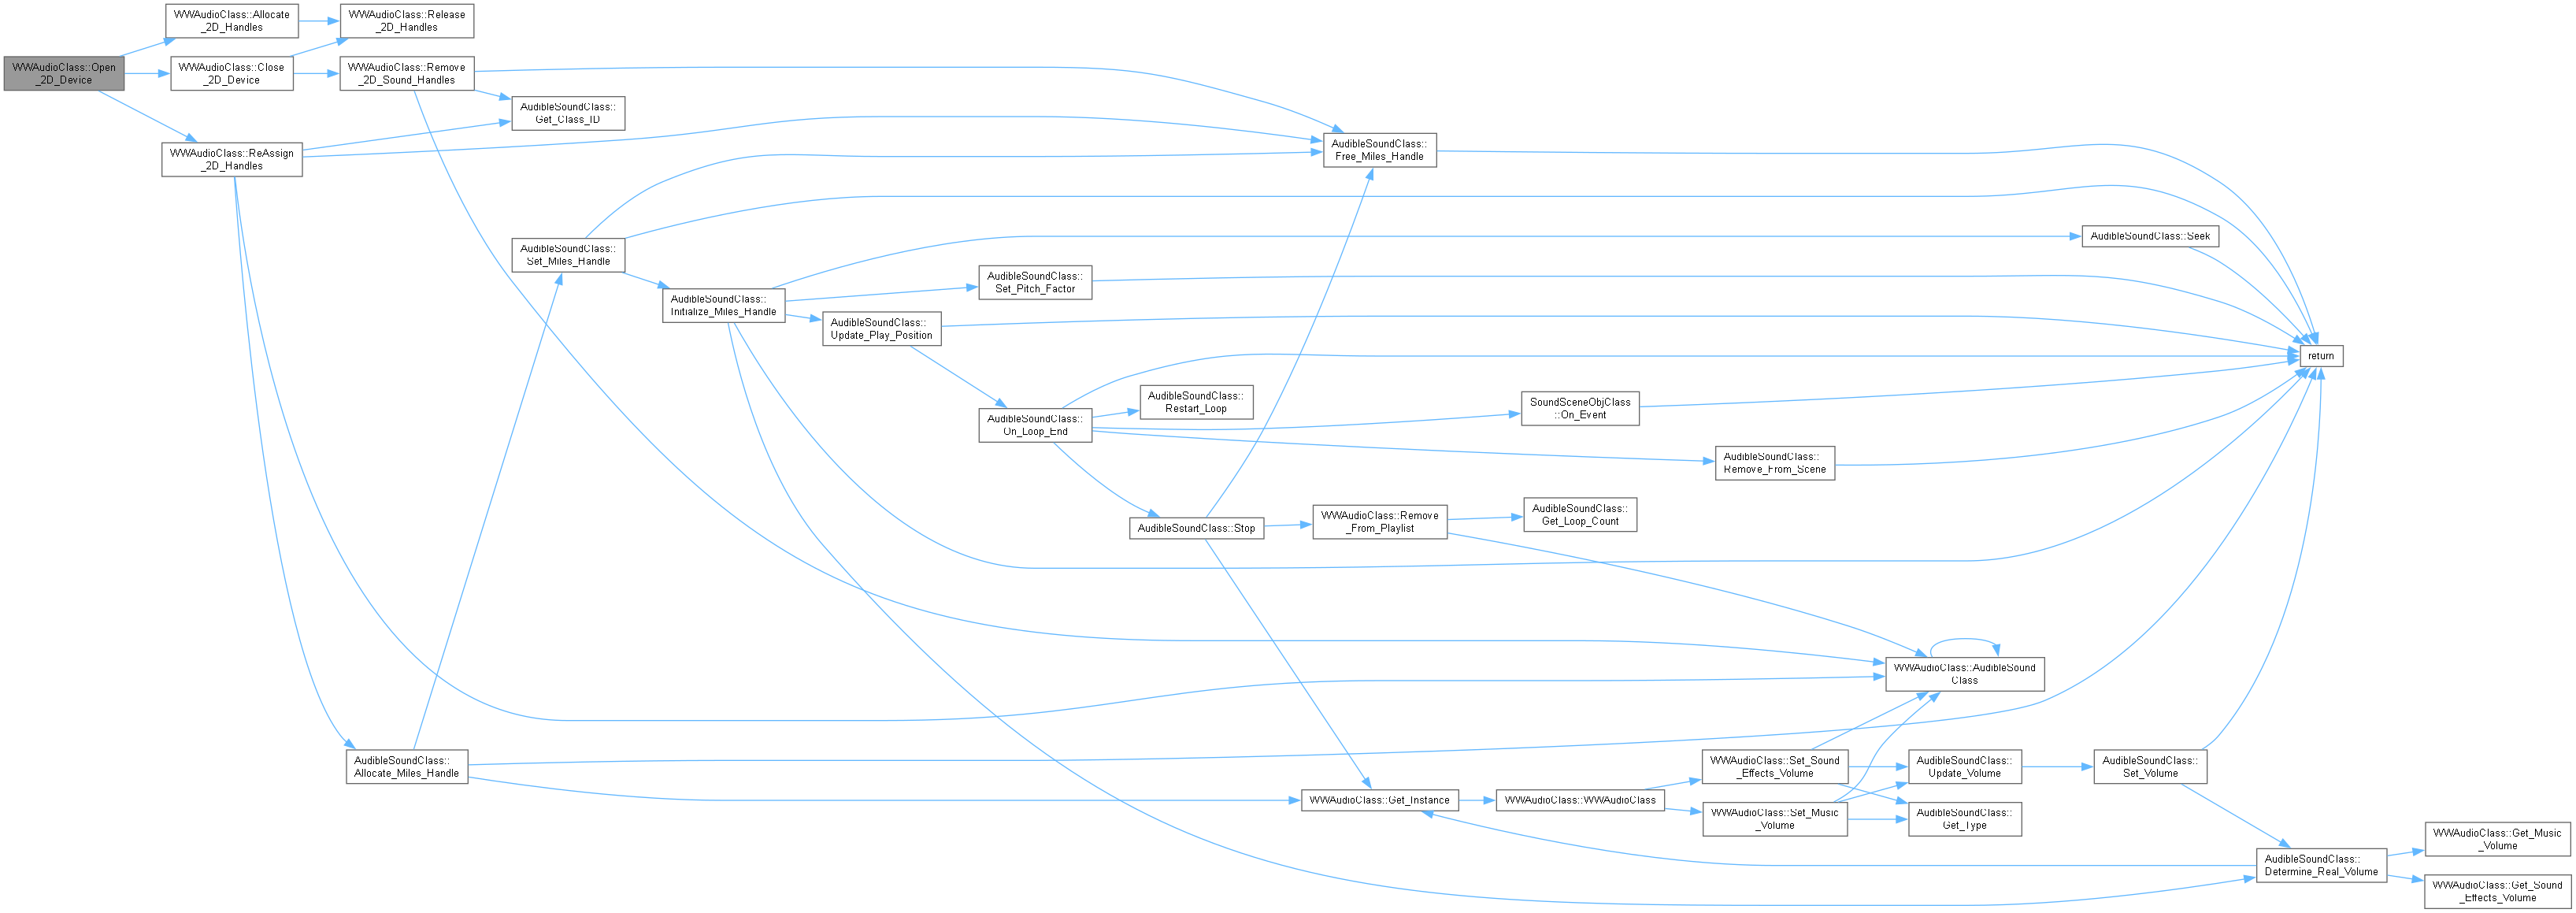 WWAudioClass::Open
_2D_Device
WWAudioClass::Allocate
_2D_Handles
WWAudioClass::Release
_2D_Handles
WWAudioClass::Close
_2D_Device
WWAudioClass::Remove
_2D_Sound_Handles
AudibleSoundClass::
Get_Class_ID
WWAudioClass::ReAssign
_2D_Handles
AudibleSoundClass::
Free_Miles_Handle
AudibleSoundClass::
Set_Miles_Handle
AudibleSoundClass::Seek
AudibleSoundClass::
Initialize_Miles_Handle
AudibleSoundClass::
Set_Pitch_Factor
AudibleSoundClass::
Update_Play_Position
return
AudibleSoundClass::
On_Loop_End
AudibleSoundClass::
Restart_Loop
SoundSceneObjClass
::On_Event
AudibleSoundClass::
Remove_From_Scene
AudibleSoundClass::Stop
WWAudioClass::Remove
_From_Playlist
AudibleSoundClass::
Get_Loop_Count
WWAudioClass::AudibleSound
Class
AudibleSoundClass::
Allocate_Miles_Handle
WWAudioClass::Get_Instance
WWAudioClass::WWAudioClass
WWAudioClass::Set_Sound
_Effects_Volume
WWAudioClass::Set_Music
_Volume
AudibleSoundClass::
Update_Volume
AudibleSoundClass::
Get_Type
AudibleSoundClass::
Set_Volume
AudibleSoundClass::
Determine_Real_Volume
WWAudioClass::Get_Music
_Volume
WWAudioClass::Get_Sound
_Effects_Volume